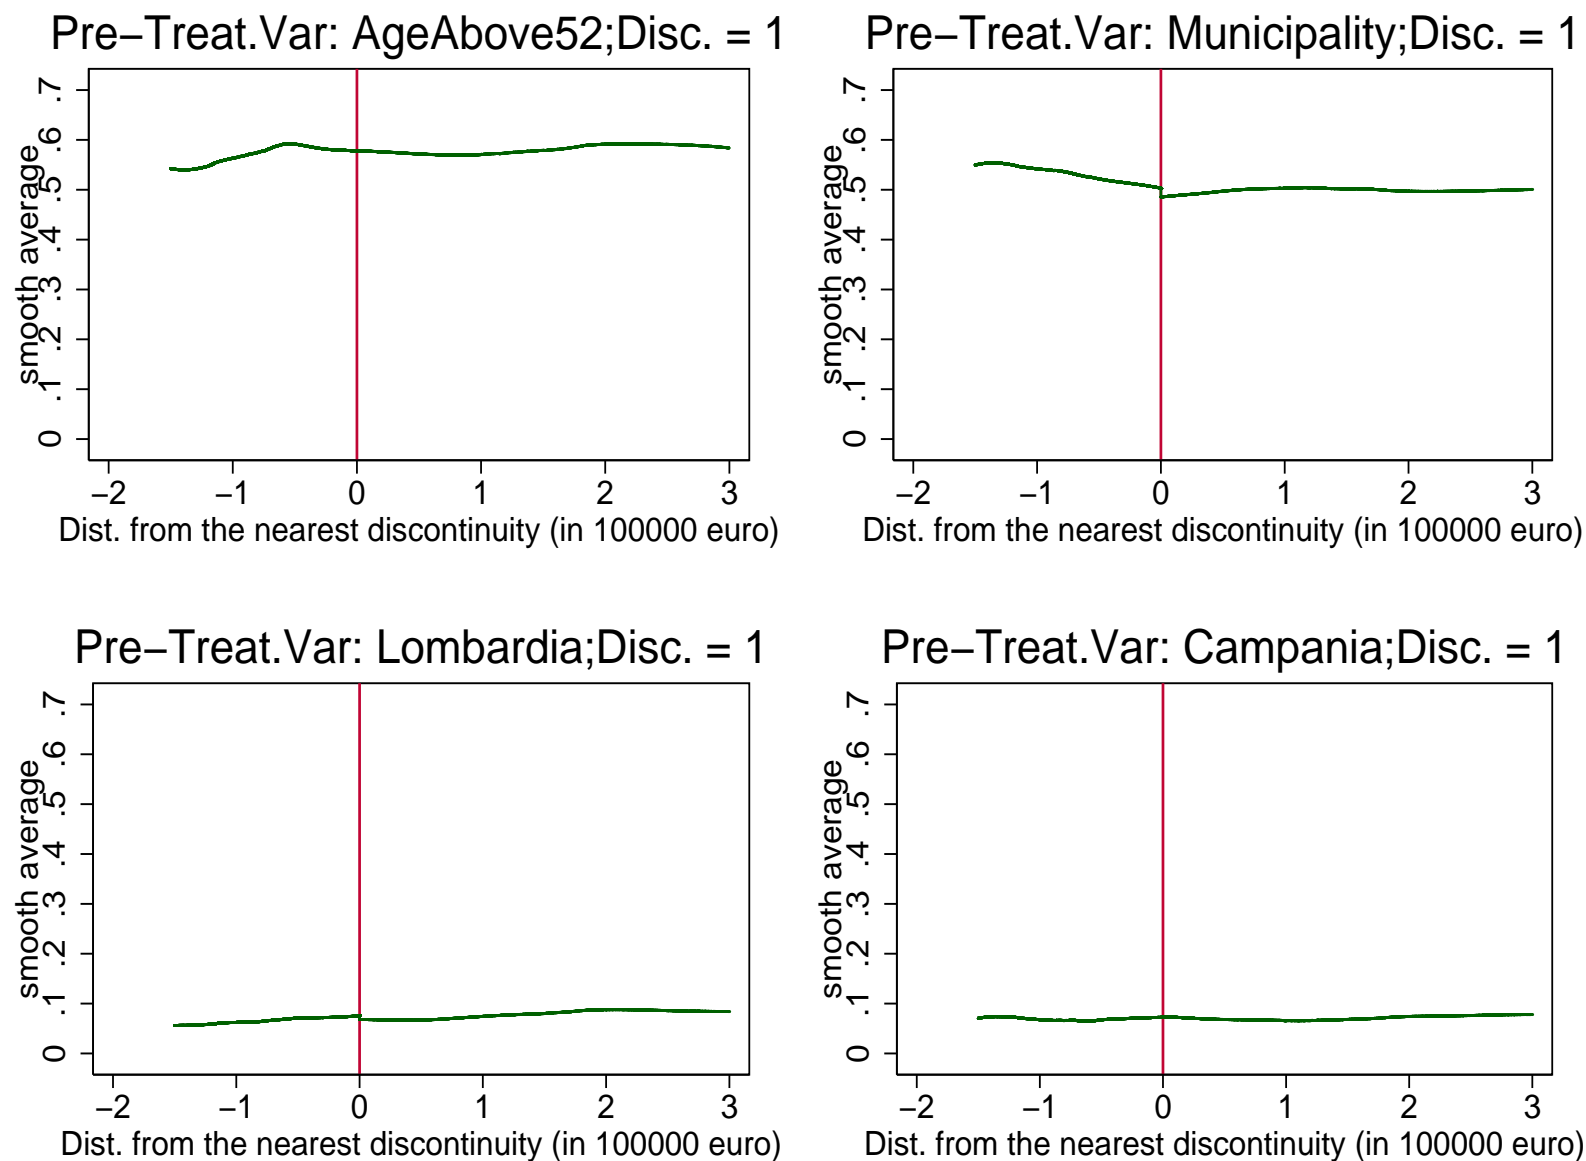 Pre−Treat.Var: AgeAbove52;Disc. = 1
smooth average
0 .1 .2 .3 .4 .5 .6 .7
−2 −1 0 1 2 3
Dist. from the nearest discontinuity (in 100000 euro)
Pre−Treat.Var: Municipality;Disc. = 1
smooth average
0 .1 .2 .3 .4 .5 .6 .7
−2 −1 0 1 2 3
Dist. from the nearest discontinuity (in 100000 euro)
Pre−Treat.Var: Lombardia;Disc. = 1
smooth average
0 .1 .2 .3 .4 .5 .6 .7
−2 −1 0 1 2 3
Dist. from the nearest discontinuity (in 100000 euro)
Pre−Treat.Var: Campania;Disc. = 1
smooth average
0 .1 .2 .3 .4 .5 .6 .7
−2 −1 0 1 2 3
Dist. from the nearest discontinuity (in 100000 euro)